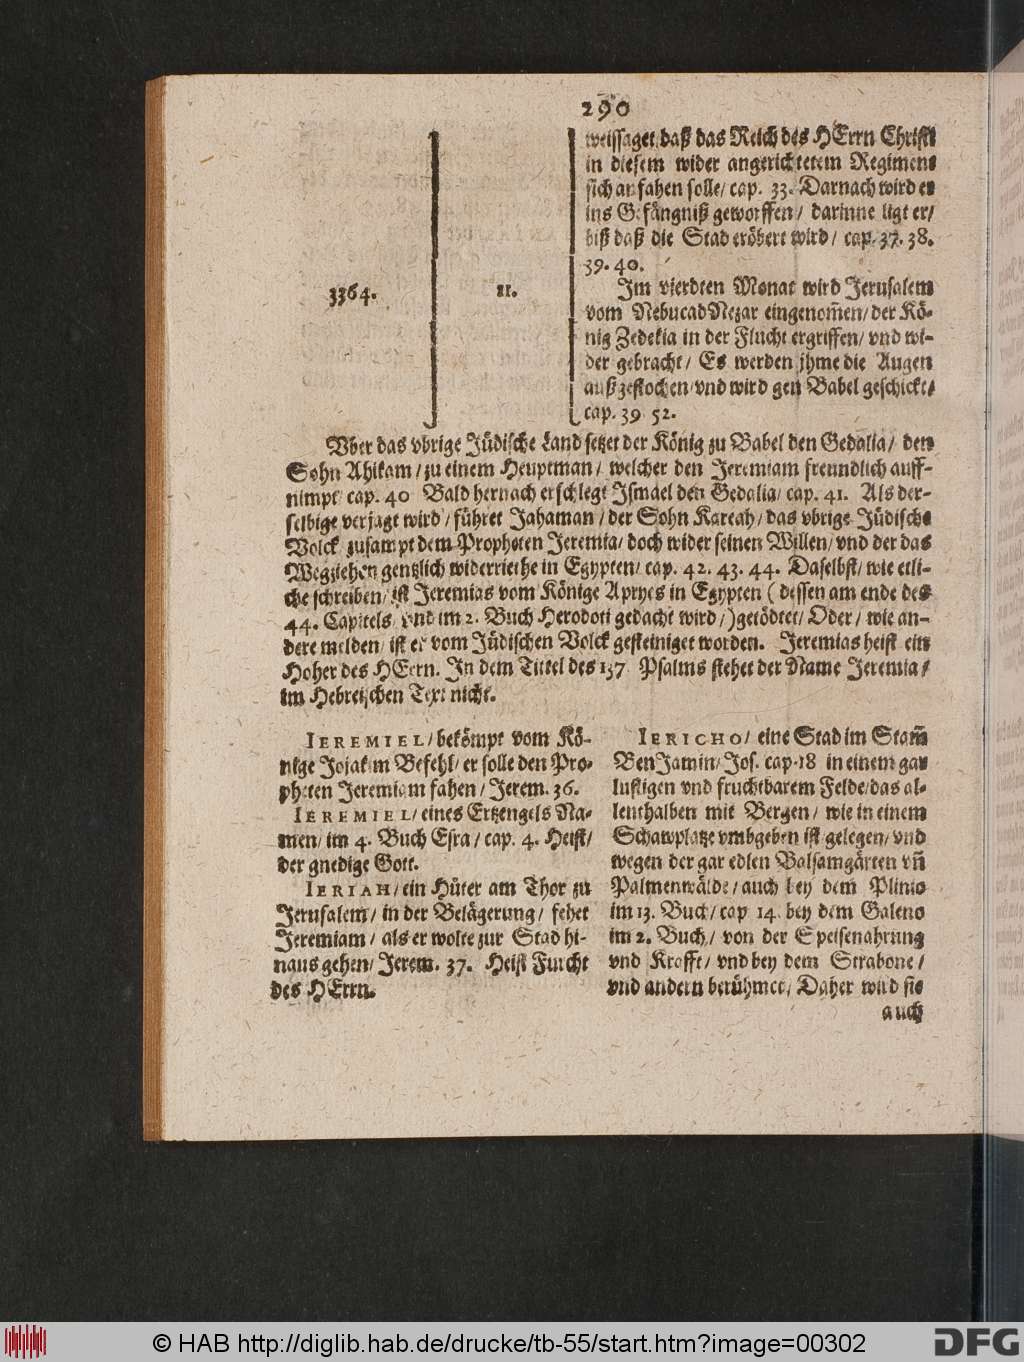 290
weissaget, daß das Reich des HErrn Christi
in diesem wider angerichtetem Regiment
sich anfahen solle/ cap. 33. Darnach wird er
ins Gefängniß geworffen/ darinne ligt er/
biß daß die Stad eröbert wird/ cap. 37. 38.
39. 40.
3364.
11.
Im vierdten Monat wird Jerusalem
vom NebucadNezar eingenom̃en/ der Kö-
nig Zedekia in der Flucht ergriffen/ vnd wi-
der gebracht/ Es werden jhme die Augen
außgestochen/ vnd wird gen Babel geschickt/
cap. 39 52.
Vber das vbrige Jüdische Land setzet der König zu Babel den Gedalia/ den
Sohn Ahikam/ zu einem Heuptman/ welcher den Jeremiam freundlich auff-
nimpt/ cap. 40 Bald hernach erschlegt Ismael den Gedalia/ cap. 41. Als der-
selbige verjagt wird/ führet Jahaman/ der Sohn Kareah/ das vbrige Jüdische
Volck/ zusampt dem Propheten Jeremia/ doch wider seinen Willen/ vnd der das
Wegziehen gentzlich widerriethe in Egypten/ cap. 42. 43. 44. Daselbst/ wie etli-
che schreiben/ ist Jeremias vom Könige Apryes in Egypten ( dessen am ende des
44. Capitels/ vnd im 2. Buch Herodoti gedacht wird/ ) getödtet/ Oder/ wie an-
dere melden/ ist er vom Jüdischen Volck gesteiniget worden. Jeremias heist ein
Hoher des HErrn. In dem Tittel des 137 Psalms stehet der Name Jeremia/
im Hebreischen Text nicht.
IEREMIEL/ bekömpt vom Kö-
nige Jojakim Befehl/ er solle den Pro-
pheten Jeremiam fahen/ Jerem. 36.
IEREMIEL/ eines Ertzengels Na-
men/ im 4. Buch Esra/ cap. 4. Heist/
der gnedige Gott.
IERIAH/ ein Hüter am Thor zu
Jerusalem/ in der Belägerung/ fehet
Jeremiam/ als er wolte zur Stad hi-
naus gehen/ Jerem. 37. Heist Furcht
des HErrn.
IERICHO/ eine Stad im Stam̃
BenJamin/ Jos. cap. 18 in einem gar
lustigen vnd fruchtbarem Felde/ das al-
lenthalben mit Bergen/ wie in einem
Schawplatze vmbgeben ist gelegen/ vnd
wegen der gar edlen Balsamgärten vñ
Palmenwälde/ auch bey dem Plinio
im 13. Buch/ cap 14. bey dem Galeno
im 2. Buch/ von der Speisenahrung
vnd Krafft/ vnd bey dem Strabone/
vnd andern berühmet/ Daher wird sie
auch
© HAB http://diglib.hab.de/drucke/tb-55/start.htm?image=00302
DFG